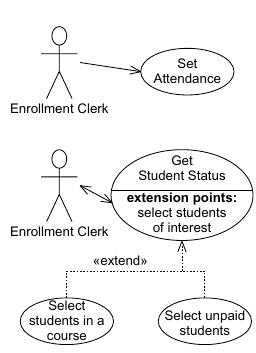 Set
Attendance
Enrollment Clerk
Get
Student Status
extension points:
select students
of interest
Enrollment Clerk
«extend»
Select
students in a
course
Select unpaid
students